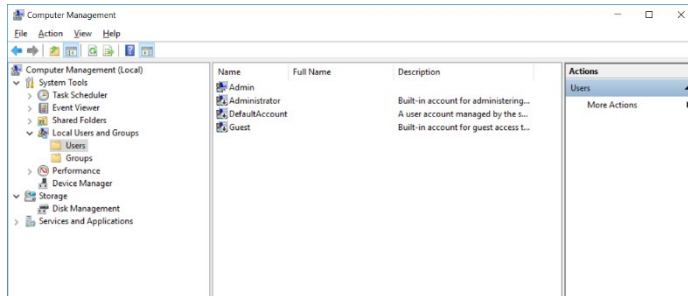 Computer Management
File Action View Help
Computer Management (Local)
System Tools
Task Scheduler
Event Viewer
Shared Folders
Local Users and Groups
Users
Groups
Performance
Device Manager
Storage
Disk Management
Services and Applications
Name Full Name Description
Admin
Administrator Built-in account for administering...
DefaultAccount A user account managed by the s...
Guest Built-in account for guest access t...
Actions
Users
More Actions